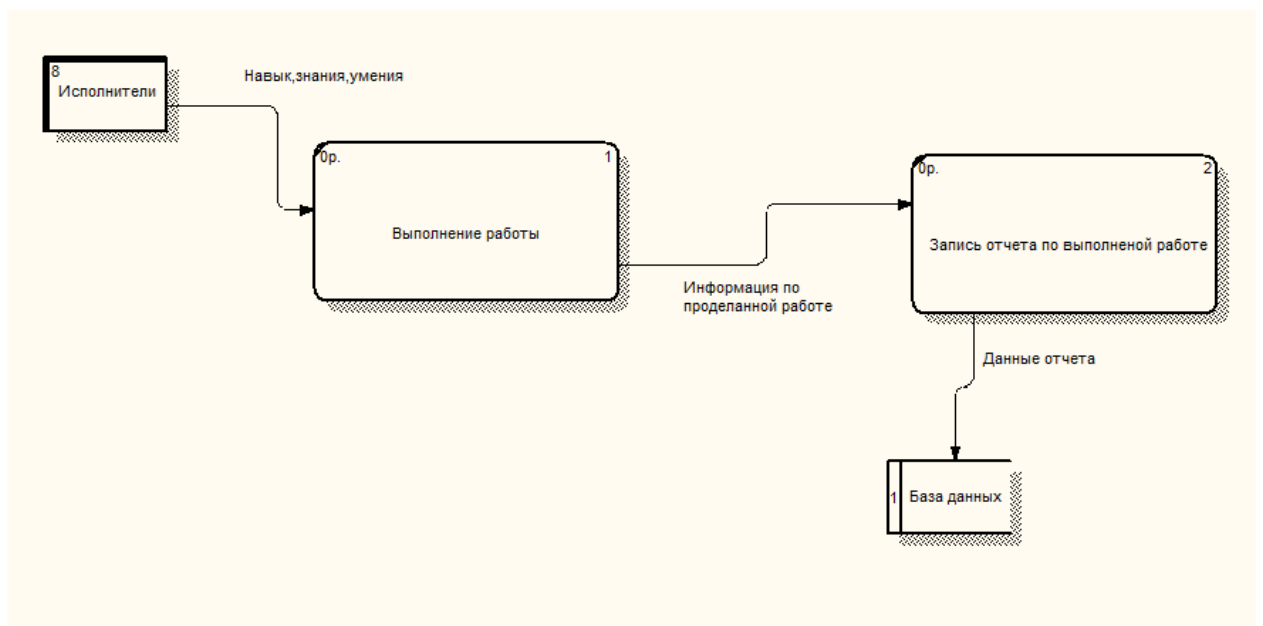 8
Исполнители
Навык,знания,умения
0р.
1
Выполнение работы
Информация по
проделанной работе
0р.
2
Запись отчета по выполненой работе
Данные отчета
1
База данных